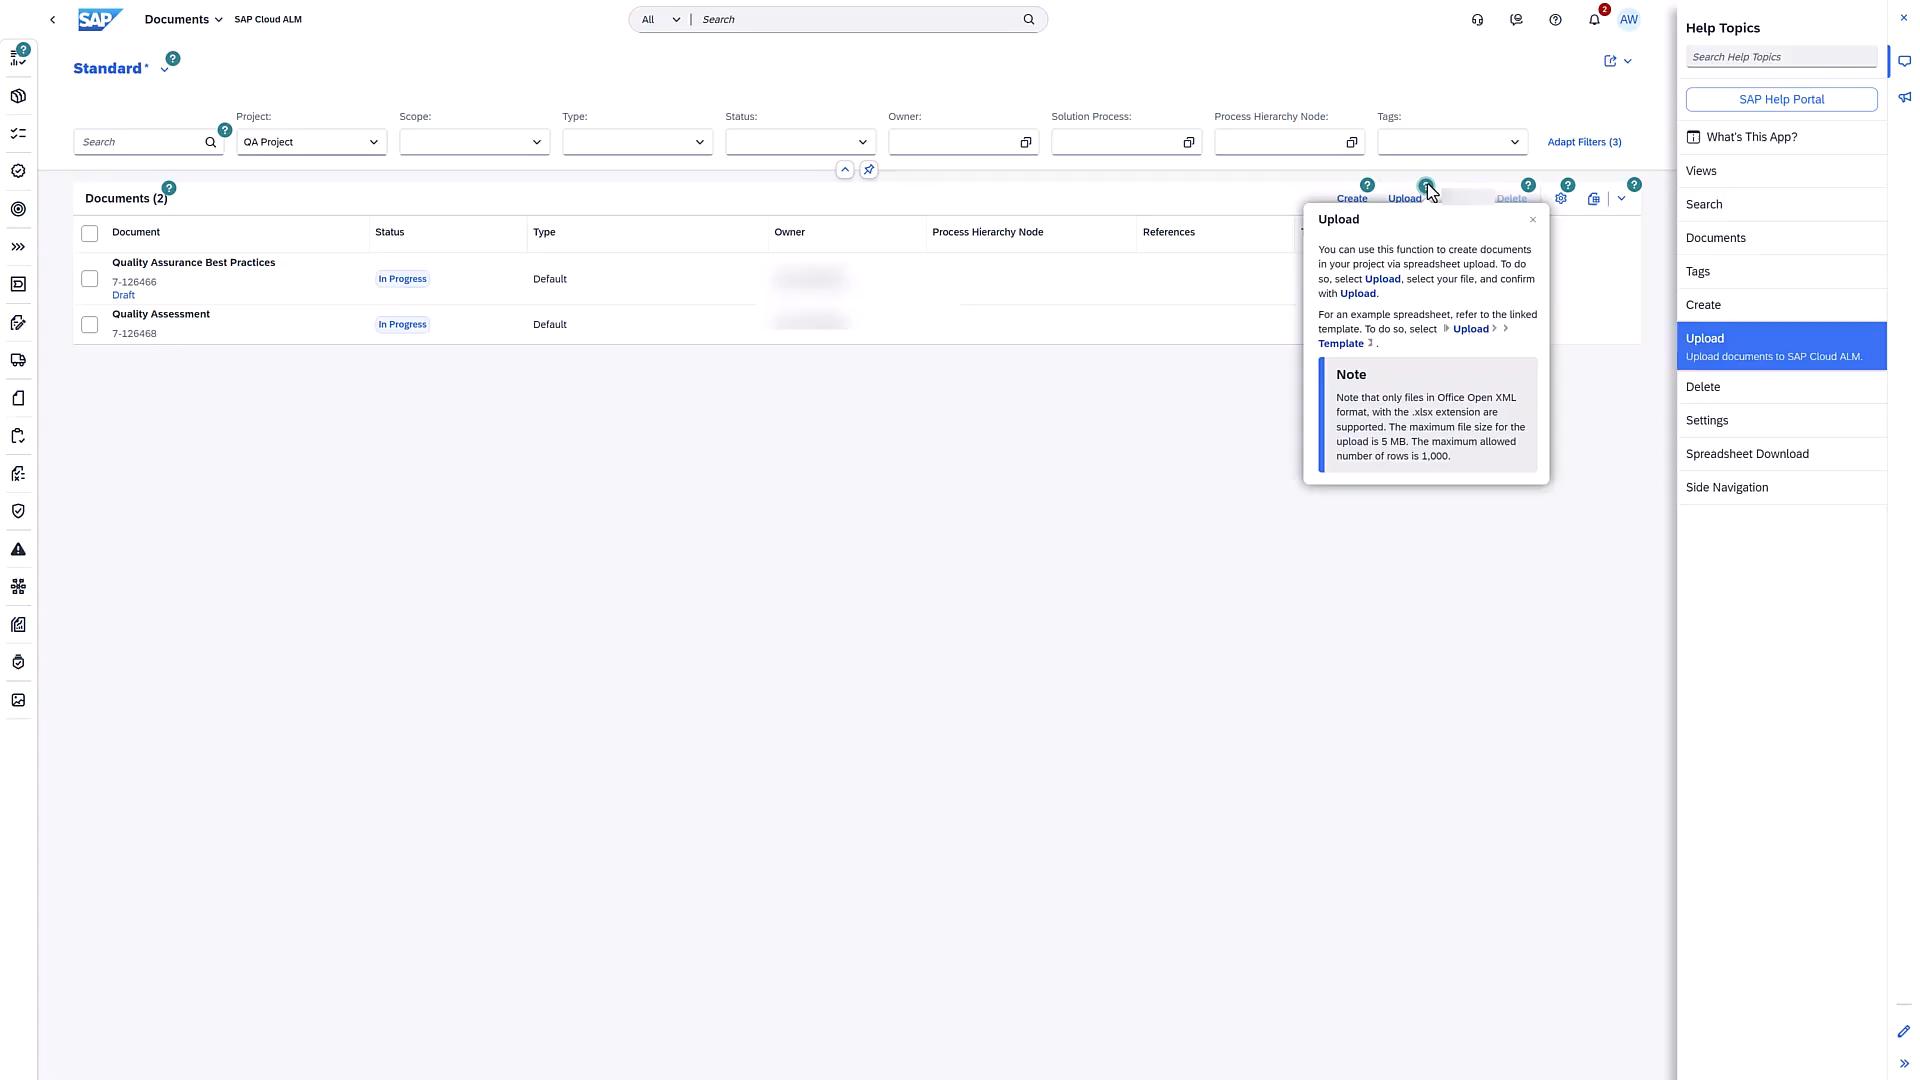 SAP
Documents
SAP Cloud ALM
All
Search
2
AW
Standard *
?
?
Project:
Scope:
Type:
Status:
Owner:
Solution Process:
Process Hierarchy Node:
Tags:
Search
?
QA Project
Adapt Filters (3)
Documents (2)
?
Create
?
Upload
?
Delete
?
?
?
Document
Status
Type
Owner
Process Hierarchy Node
References
Quality Assurance Best Practices
7-126466
Draft
In Progress
Default
Quality Assessment
7-126468
In Progress
Default
Upload
You can use this function to create documents
in your project via spreadsheet upload. To do
so, select Upload, select your file, and confirm
with Upload.
For an example spreadsheet, refer to the linked
template. To do so, select Upload
Template .
Note
Note that only files in Office Open XML
format, with the .xlsx extension are
supported. The maximum file size for the
upload is 5 MB. The maximum allowed
number of rows is 1,000.
Help Topics
Search Help Topics
SAP Help Portal
What's This App?
Views
Search
Documents
Tags
Create
Upload
Upload documents to SAP Cloud ALM.
Delete
Settings
Spreadsheet Download
Side Navigation